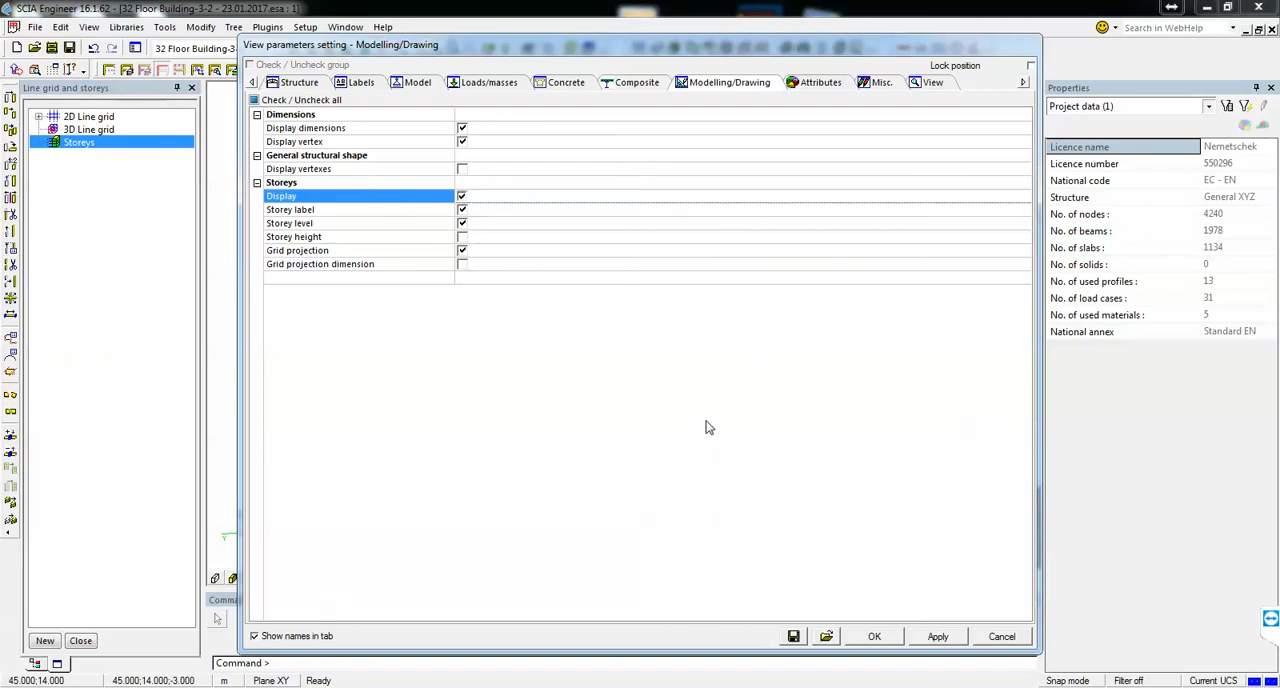 SCIA Engineer 16.1.62 - [32 Floor Building-3-2 - 23.01.2017.esa : 1]
File Edit View Libraries Tools Modify Tree Plugins Setup Window Help
Search in WebHelp
32 Floor Building-3-
Line grid and storeys
2D Line grid
3D Line grid
Storeys
New Close
View parameters setting - Modelling/Drawing
Check / Uncheck group
Lock position
Structure Labels Model Loads/masses Concrete Composite Modelling/Drawing Attributes Misc. View
Check / Uncheck all
Dimensions
Display dimensions
Display vertex
General structural shape
Display vertexes
Storeys
Display
Storey label
Storey level
Storey height
Grid projection
Grid projection dimension
Show names in tab
OK Apply Cancel
Comma
Command >
Properties
Project data (1)
Licence name Nemetschek
Licence number 550296
National code EC - EN
Structure General XYZ
No. of nodes : 4240
No. of beams : 1978
No. of slabs : 1134
No. of solids : 0
No. of used profiles : 13
No. of load cases : 31
No. of used materials : 5
National annex Standard EN
45.000;14.000 45.000;14.000;-3.000 m Plane XY Ready Snap mode Filter off Current UCS